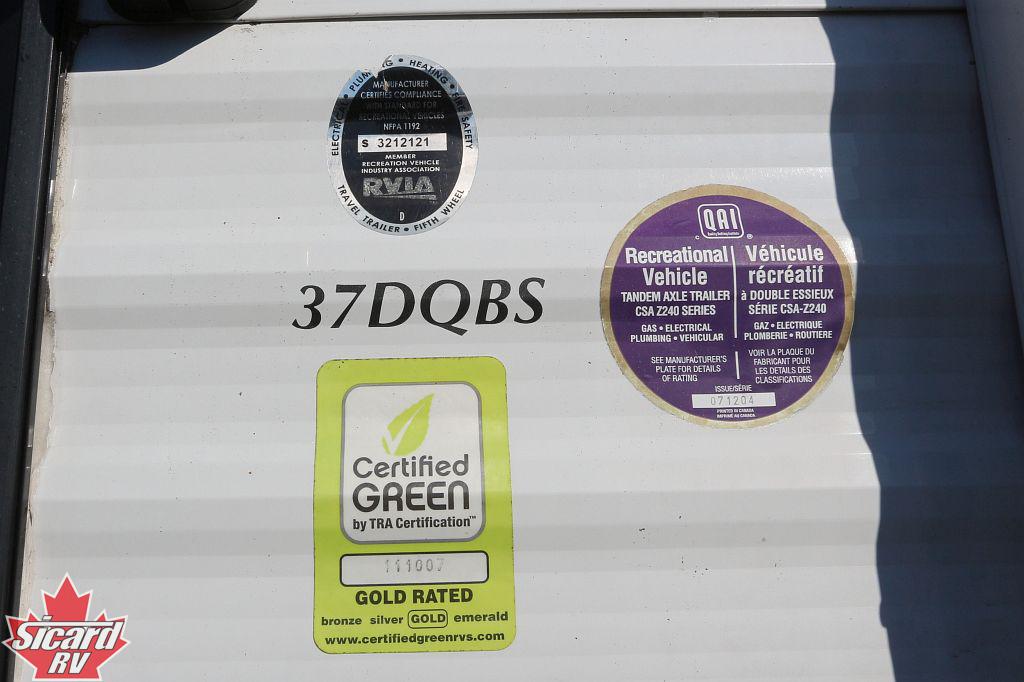 ELECTRICAL • PLUMBING • HEATING • FIRE SAFETY
MANUFACTURER
CERTIFIES COMPLIANCE
WITH STANDARD FOR
RECREATIONAL VEHICLES
NFPA 1192
S 3212121
MEMBER
RECREATION VEHICLE
INDUSTRY ASSOCIATION
RVIA
D
TRAVEL TRAILER • FIFTH WHEEL
37DQBS
QAI
Recreational
Vehicle
TANDEM AXLE TRAILER
CSA Z240 SERIES
GAS • ELECTRICAL
PLUMBING • VEHICULAR
SEE MANUFACTURER'S
PLATE FOR DETAILS
OF RATING
Véhicule
récréatif
à DOUBLE ESSIEUX
SÉRIE CSA-Z240
GAZ • ELECTRIQUE
PLOMBERIE • ROUTIERE
VOIR LA PLAQUE DU
FABRICANT POUR
LES DETAILS DES
CLASSIFICATIONS
ISSUE/SÉRIE
071204
PRINTED IN CANADA
IMPRIMÉ AU CANADA
Certified
GREEN
by TRA Certification™
111007
GOLD RATED
bronze silver GOLD emerald
www.certifiedgreenrvs.com
Sicard
RV